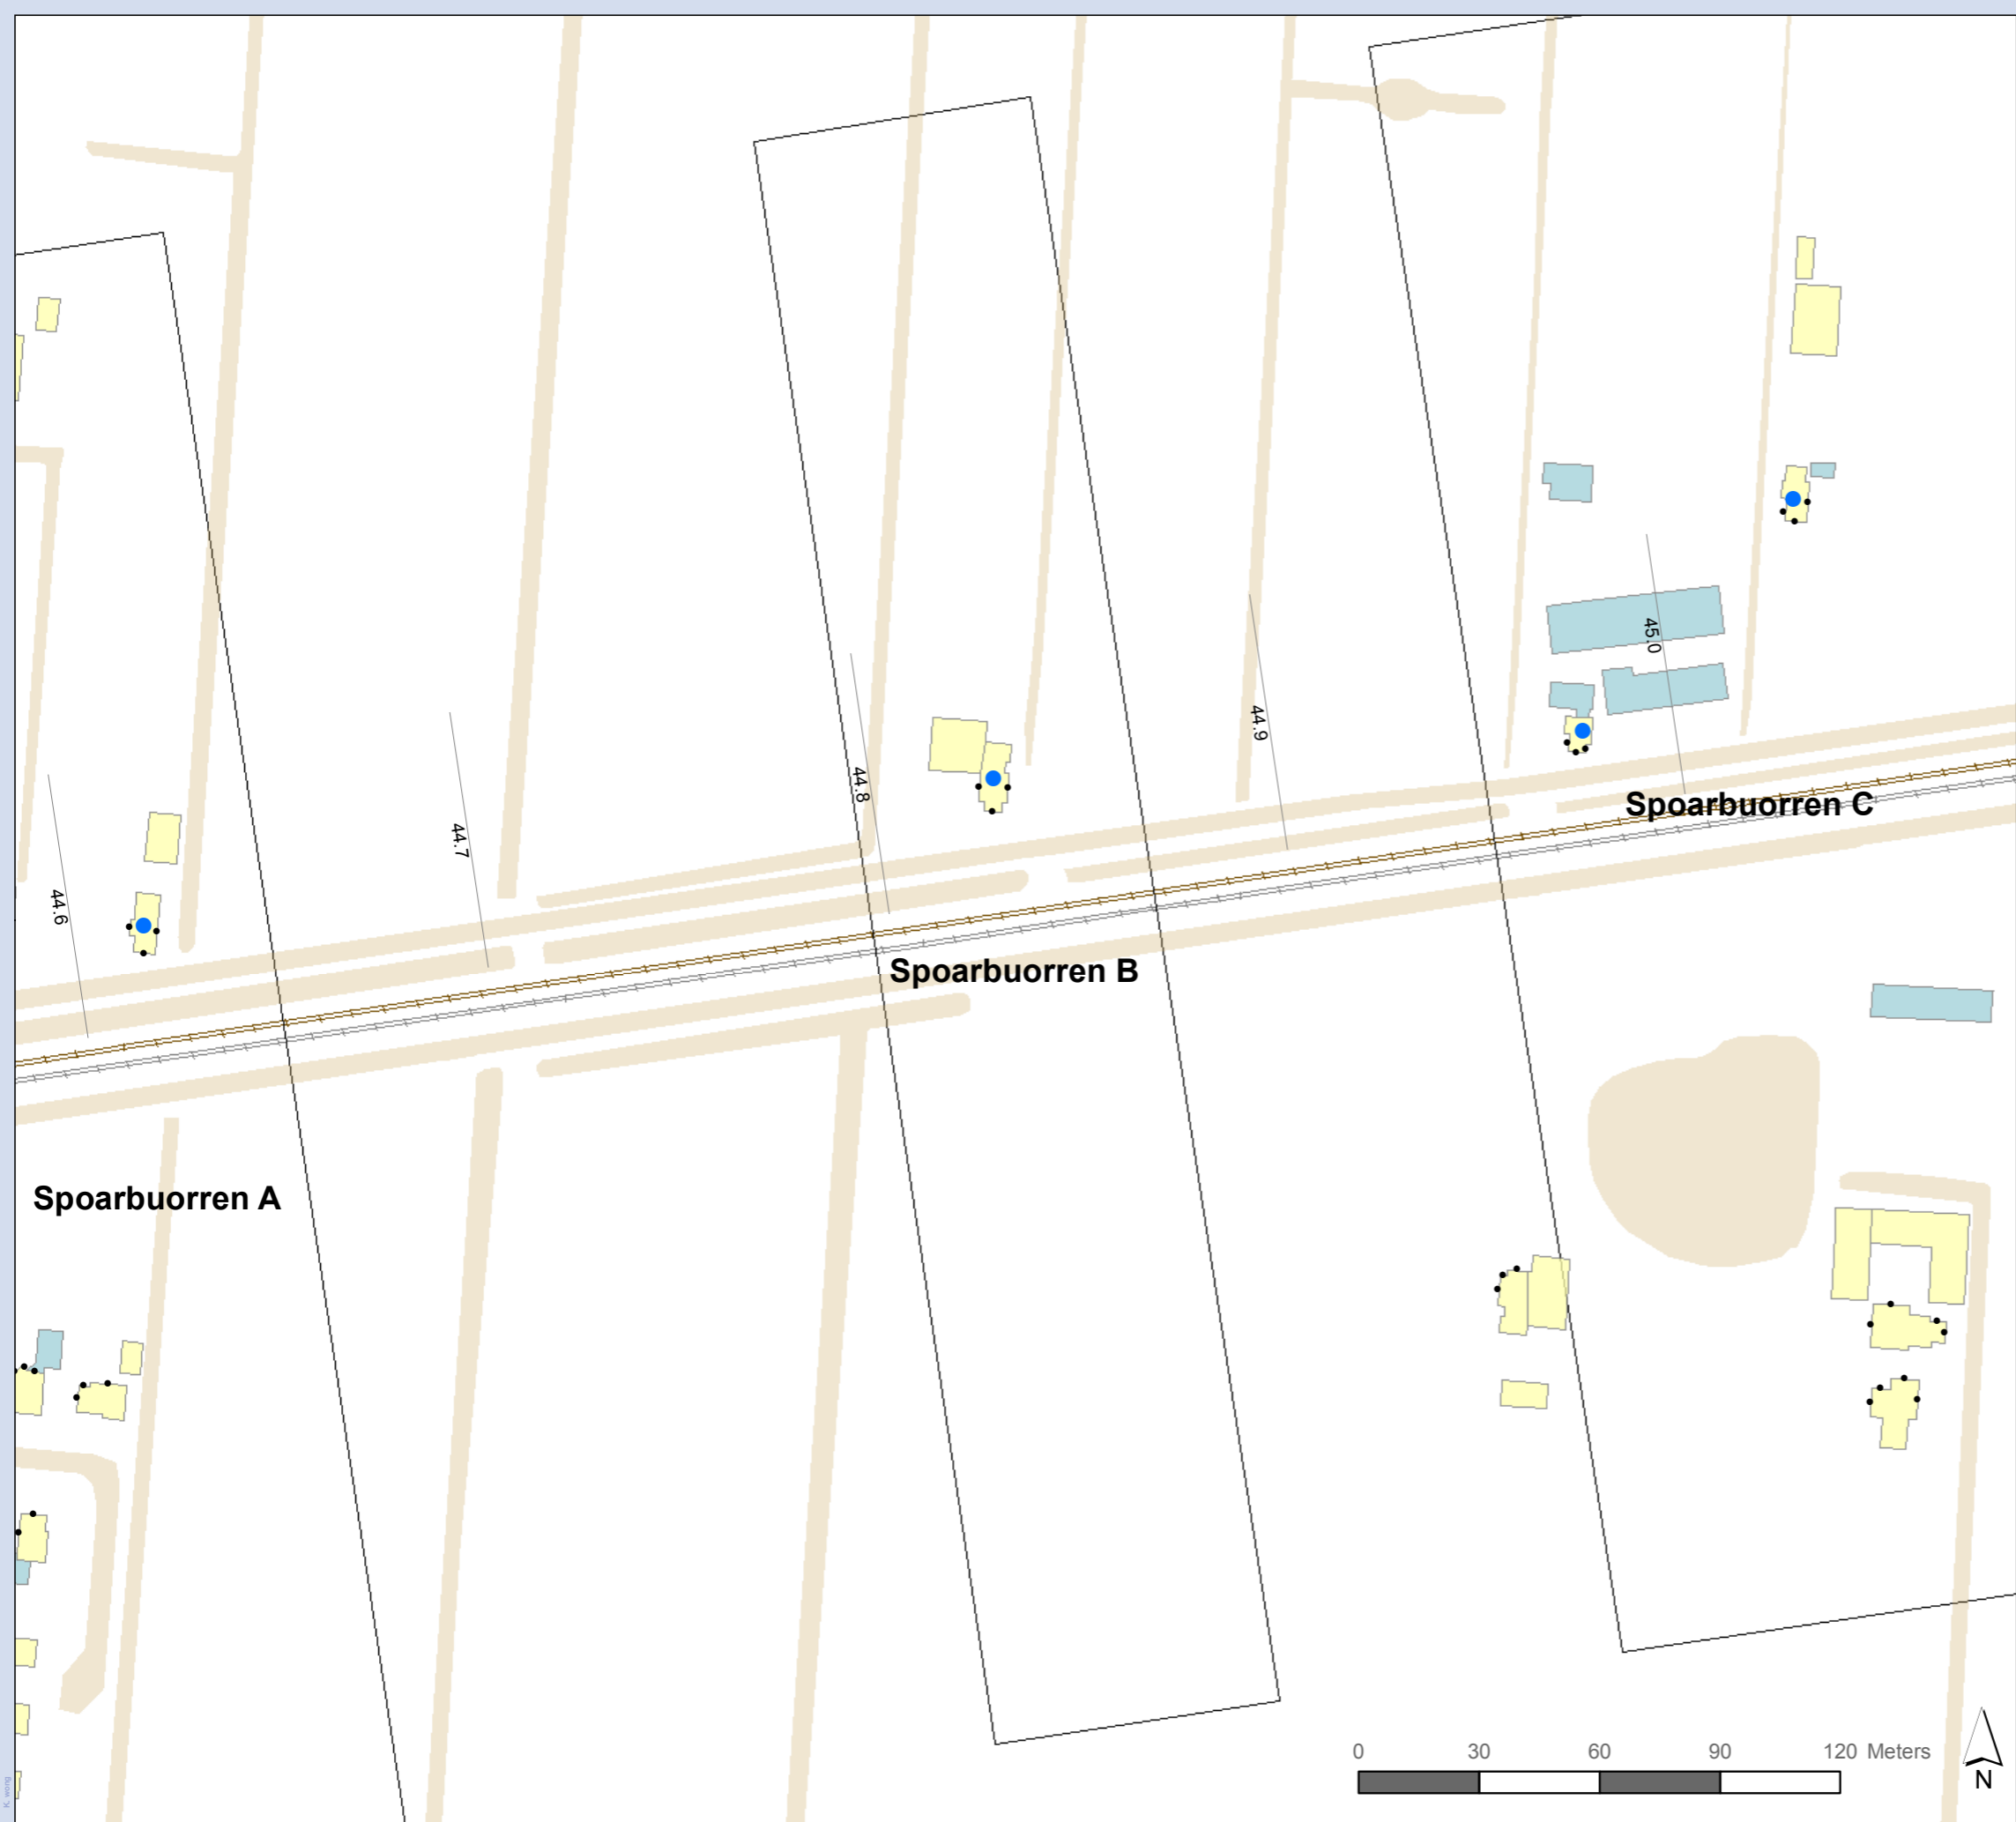 45.0
44.9
44.8
Spoarbuorren C
44.7
44.6
Spoarbuorren B
Spoarbuorren A
0 30 60 90 120 Meters
N
K. wong